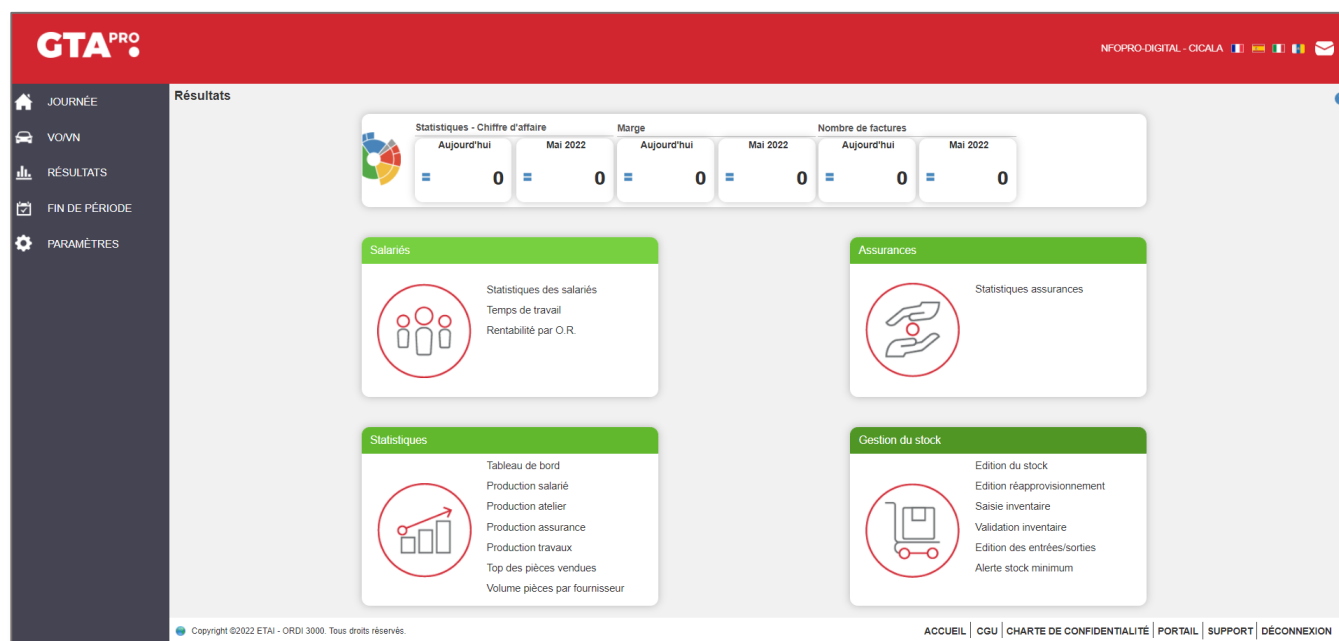 GTA PRO
NFOPRO-DIGITAL - CICALA
JOURNÉE
VO/VN
RÉSULTATS
FIN DE PÉRIODE
PARAMÈTRES
Résultats
Statistiques - Chiffre d'affaire
Marge
Nombre de factures
Aujourd'hui
Mai 2022
Aujourd'hui
Mai 2022
Aujourd'hui
Mai 2022
= 0
= 0
= 0
= 0
= 0
= 0
Salariés
Statistiques des salariés
Temps de travail
Rentabilité par O.R.
Assurances
Statistiques assurances
Statistiques
Tableau de bord
Production salarié
Production atelier
Production assurance
Production travaux
Top des pièces vendues
Volume pièces par fournisseur
Gestion du stock
Edition du stock
Edition réapprovisionnement
Saisie inventaire
Validation inventaire
Edition des entrées/sorties
Alerte stock minimum
Copyright ©2022 ETAI - ORDI 3000. Tous droits réservés.
ACCUEIL | CGU | CHARTE DE CONFIDENTIALITÉ | PORTAIL | SUPPORT | DÉCONNEXION